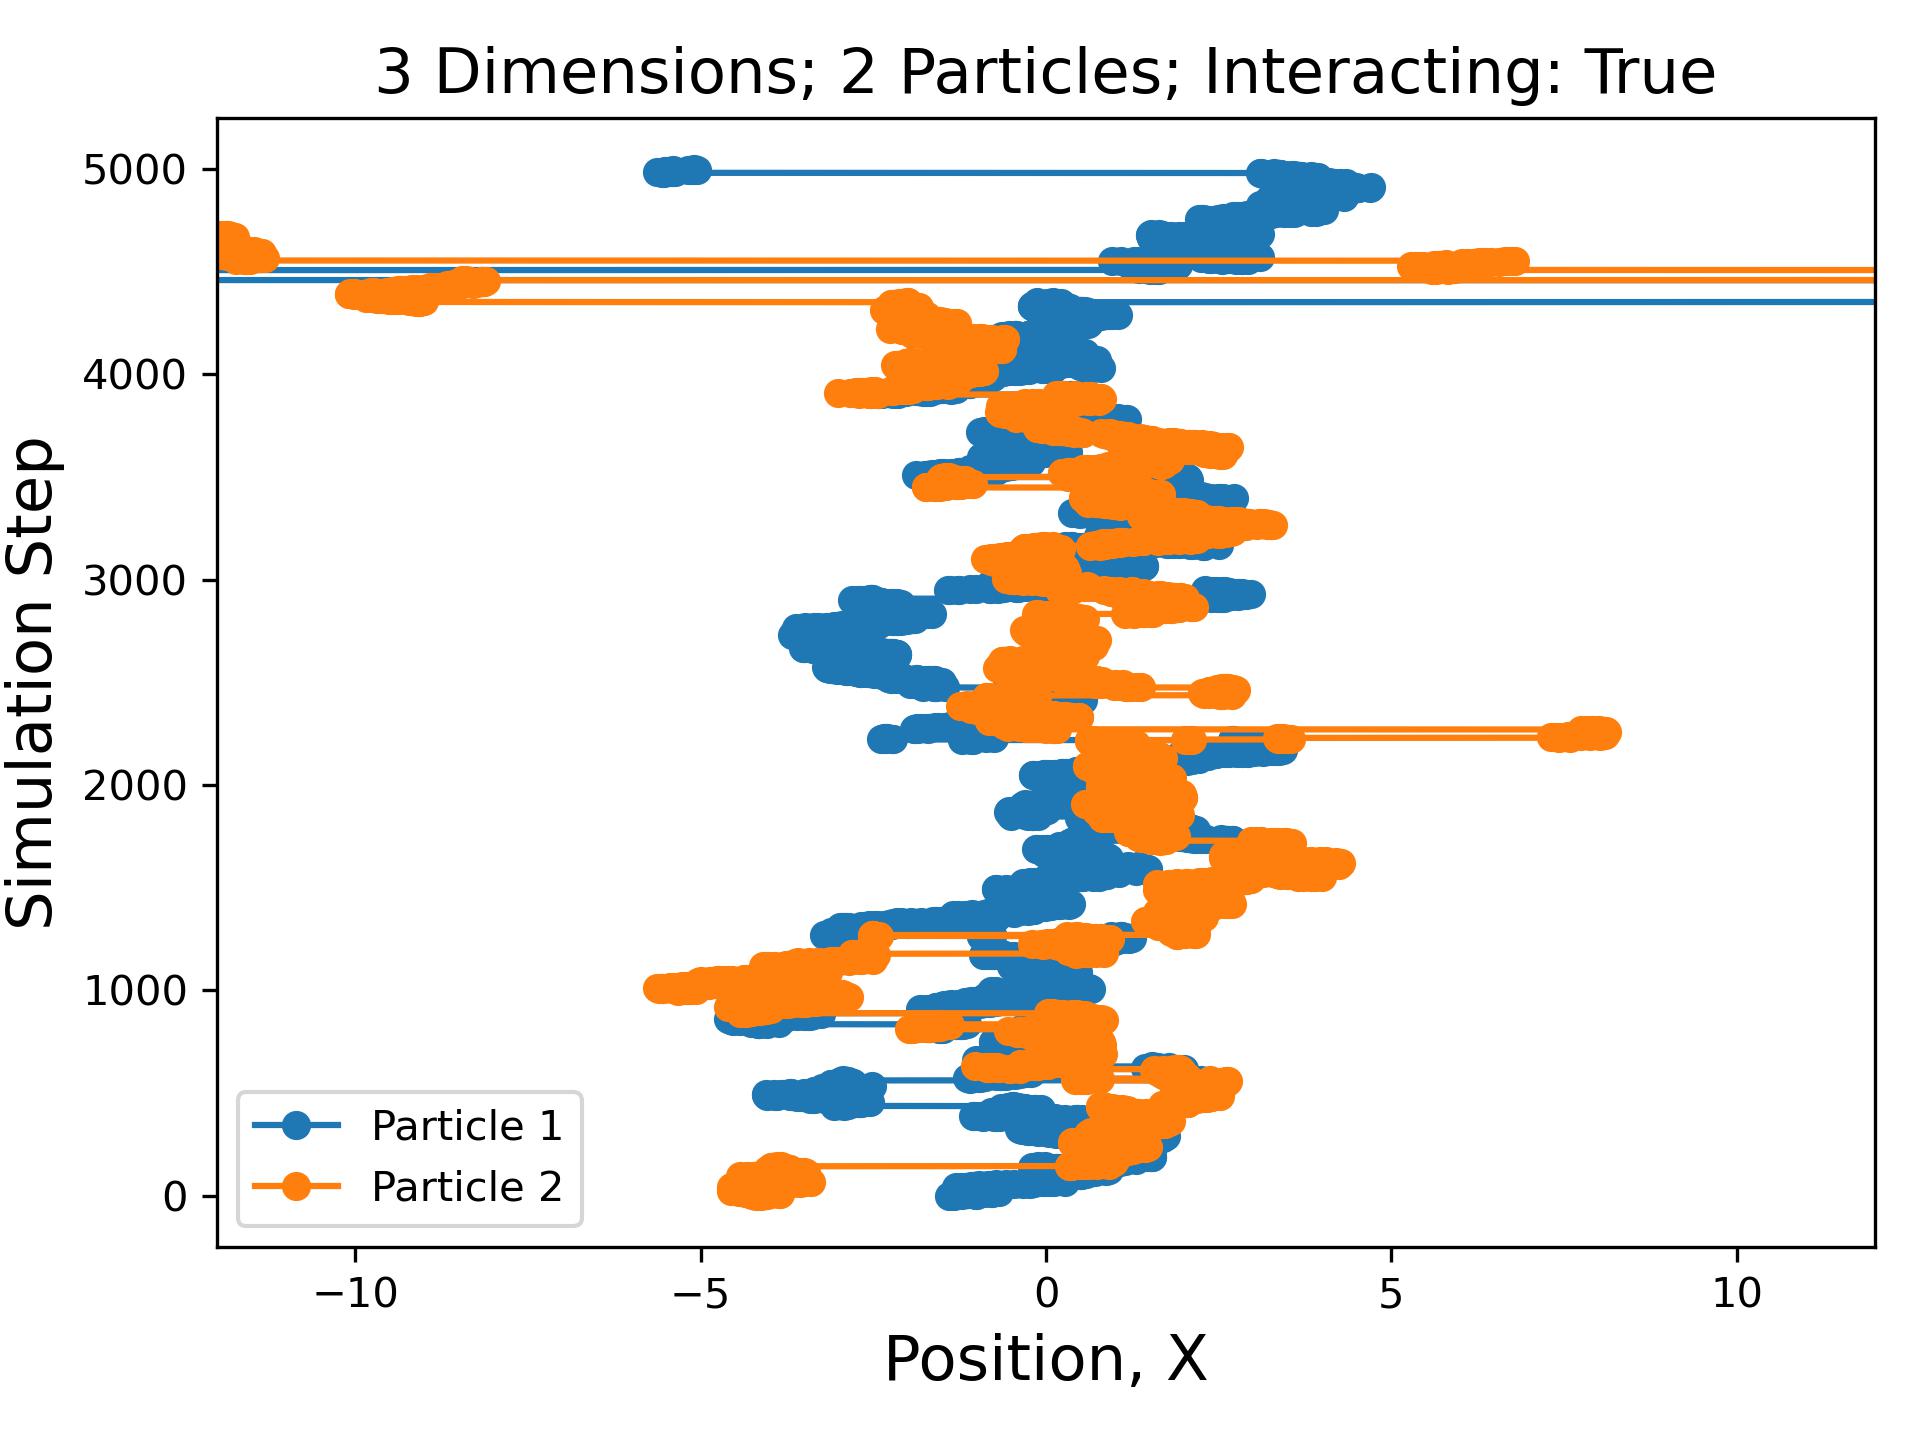 3 Dimensions; 2 Particles; Interacting: True
Simulation Step
5000
4000
3000
2000
1000
0
Particle 1
Particle 2
−10
−5
0
5
10
Position, X